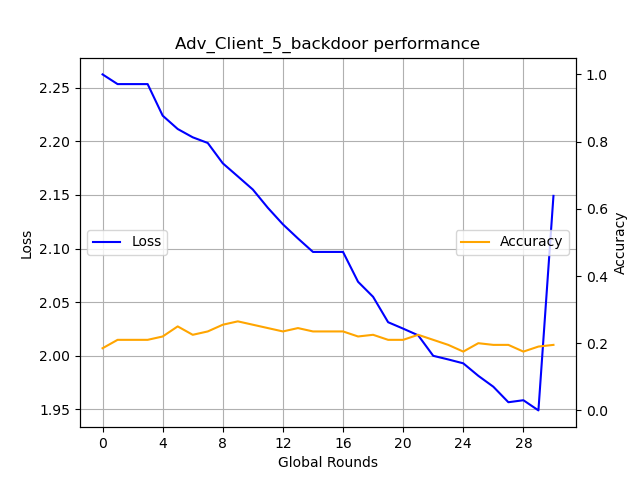 Adv_Client_5_backdoor performance
2.25
2.20
2.15
2.10
2.05
2.00
1.95
Loss
Loss
Accuracy
1.0
0.8
0.6
0.4
0.2
0.0
Accuracy
0 4 8 12 16 20 24 28
Global Rounds